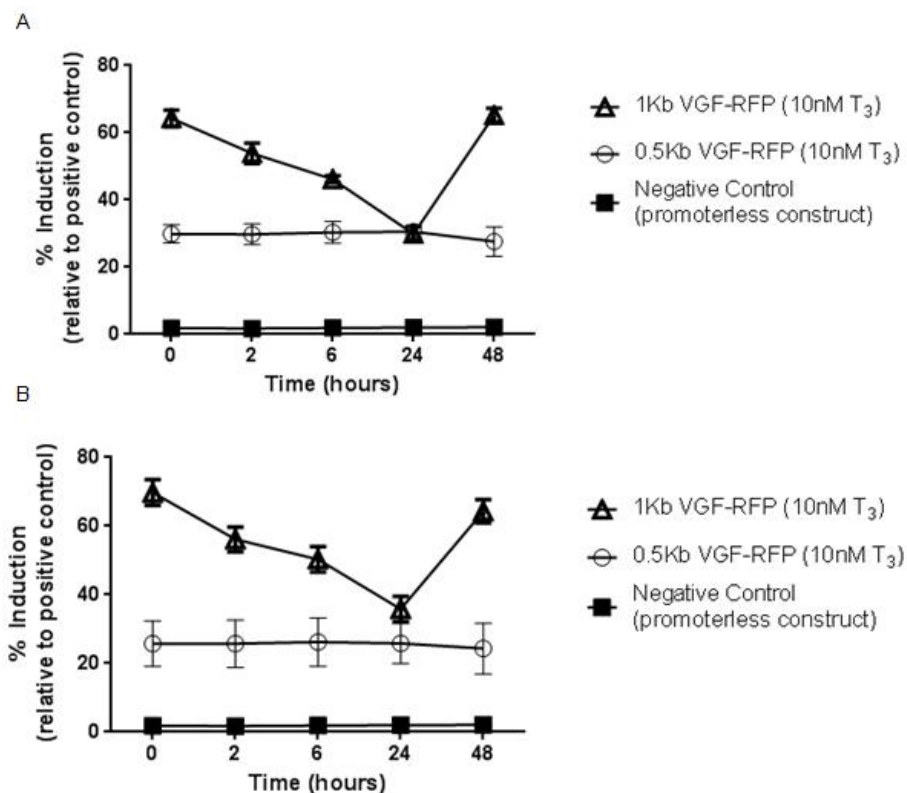 A
80
60
40
20
0
% Induction
(relative to positive control)
0 2 6 24 48
Time (hours)
1Kb VGF-RFP (10nM T₃)
0.5Kb VGF-RFP (10nM T₃)
Negative Control
(promoterless construct)
B
80
60
40
20
0
% Induction
(relative to positive control)
0 2 6 24 48
Time (hours)
1Kb VGF-RFP (10nM T₃)
0.5Kb VGF-RFP (10nM T₃)
Negative Control
(promoterless construct)